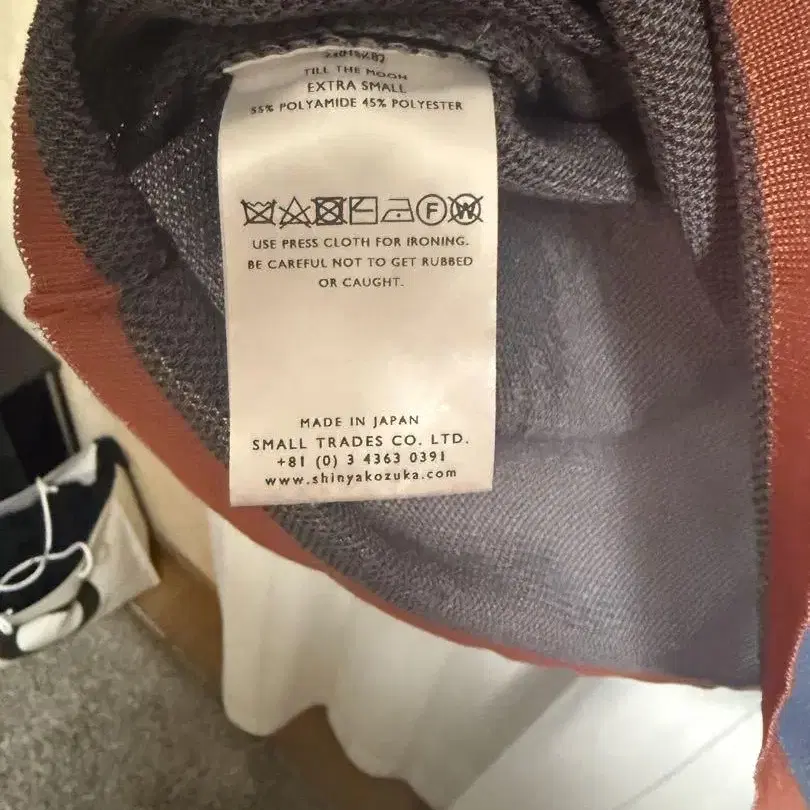 TILL THE MOON
EXTRA SMALL
55% POLYAMIDE 45% POLYESTER
F W
USE PRESS CLOTH FOR IRONING.
BE CAREFUL NOT TO GET RUBBED
OR CAUGHT.
MADE IN JAPAN
SMALL TRADES CO. LTD.
+81 (0) 3 4363 0391
www.shinyakozuka.com